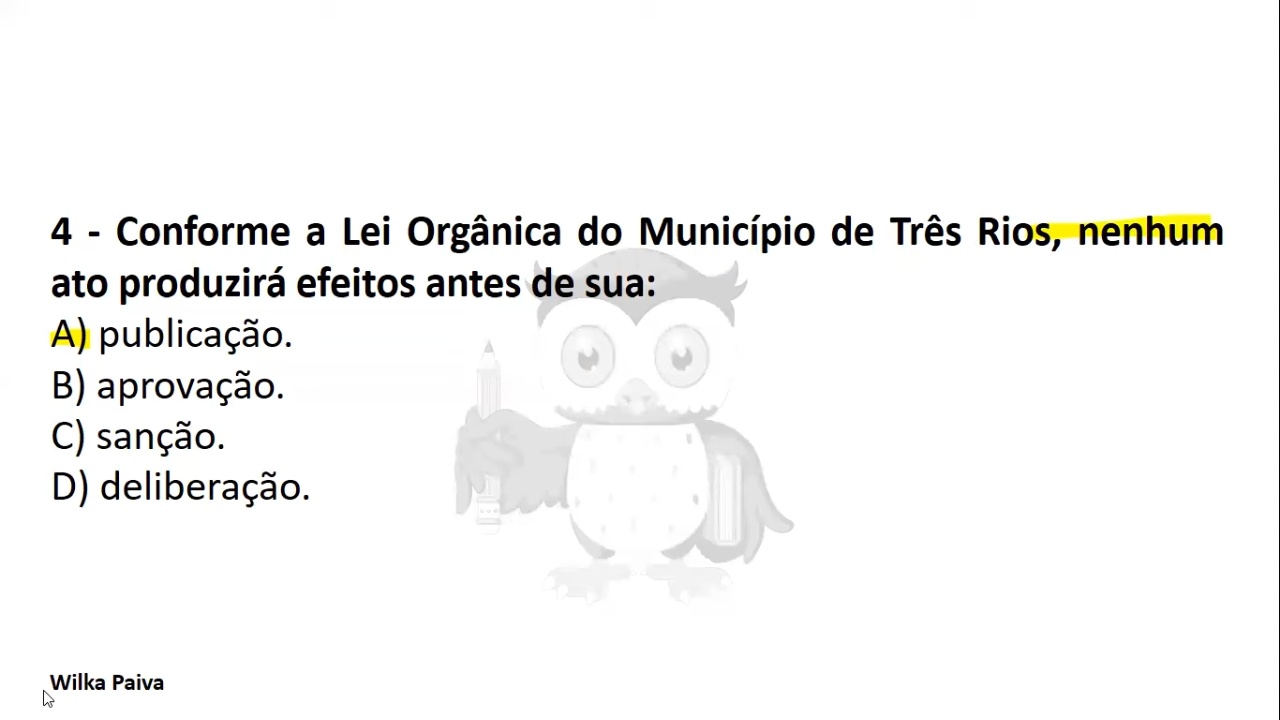 4 - Conforme a Lei Orgânica do Município de Três Rios, nenhum
ato produzirá efeitos antes de sua:
A) publicação.
B) aprovação.
C) sanção.
D) deliberação.
Wilka Paiva